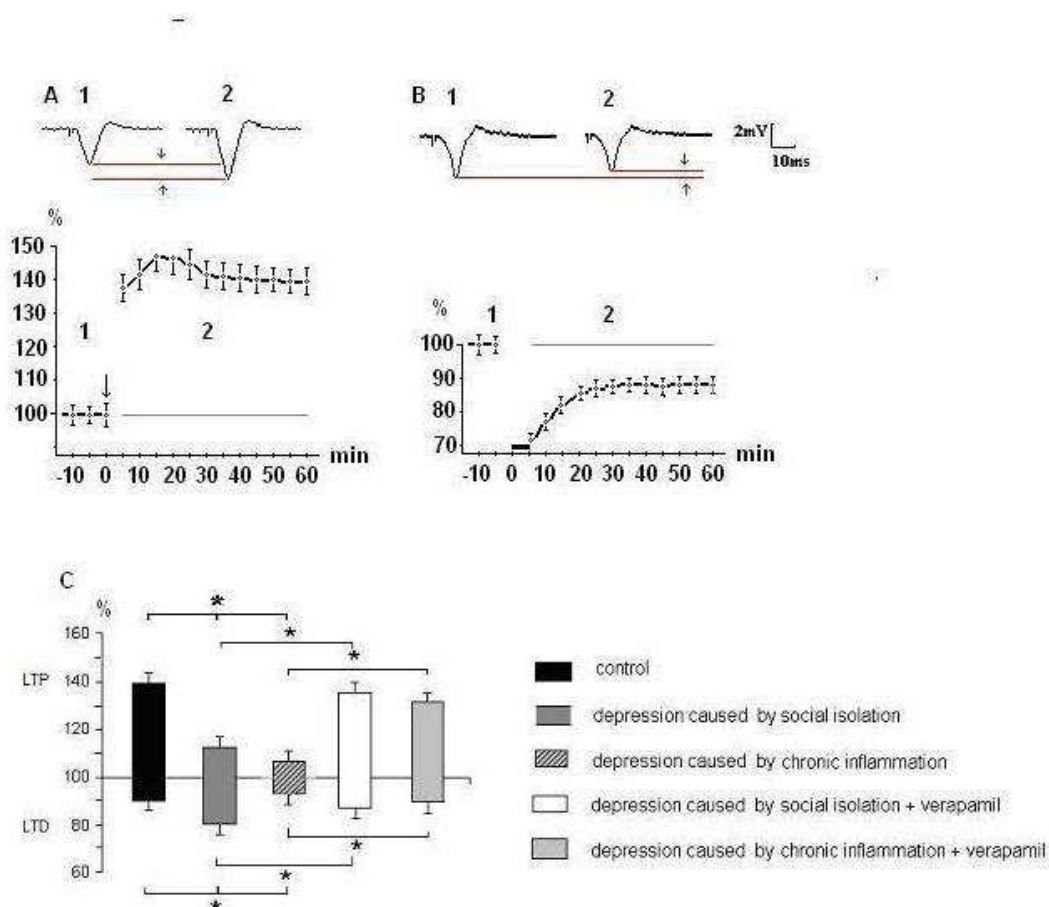 A 1 2
B 1 2
2mV
10ms
%
150
140
130
120
110
100
1 2
-10 0 10 20 30 40 50 60 min
%
1 2
100
90
80
70
-10 0 10 20 30 40 50 60 min
C
%
160
LTP 140
120
100
LTD 80
60
* * * * * *
control
depression caused by social isolation
depression caused by chronic inflammation
depression caused by social isolation + verapamil
depression caused by chronic inflammation + verapamil